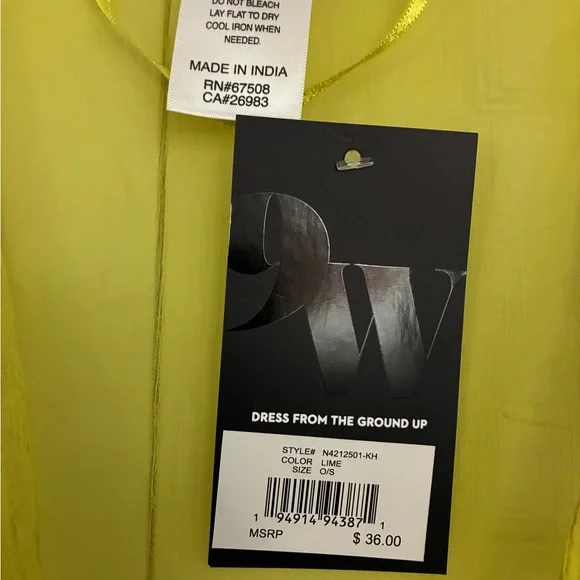 DO NOT BLEACH
LAY FLAT TO DRY
COOL IRON WHEN
NEEDED.
MADE IN INDIA
RN#67508
CA#26983
9W
DRESS FROM THE GROUND UP
STYLE# N4212501-KH
COLOR LIME
SIZE O/S
1 94914 94387 1
MSRP $ 36.00